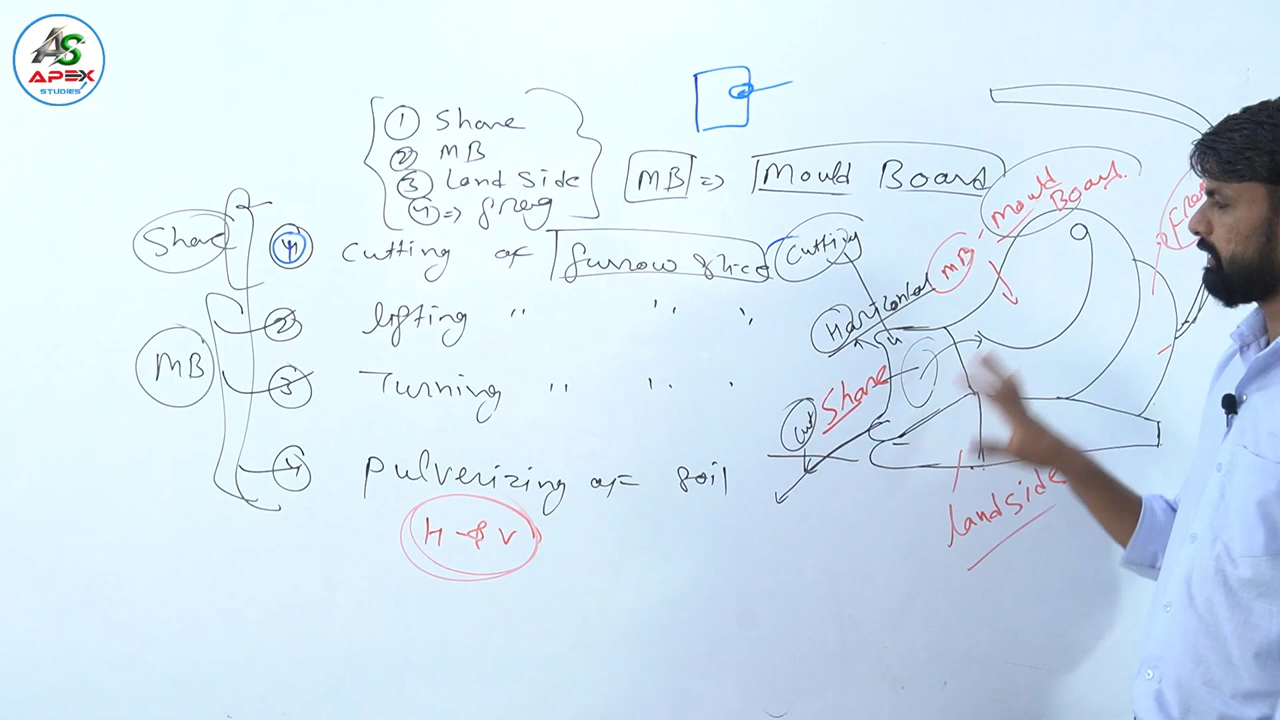 AS
APEX
STUDIES
① Share
② MB
③ Land Side
④ => frog
MB => Mould Board
Share
① Cutting of furrow slice
② lifting " " "
MB
③ Turning " " "
④ Pulverizing of soil
H & V
Cutting
Horizontal
MB - Mould
Board
Share
Cut
landside